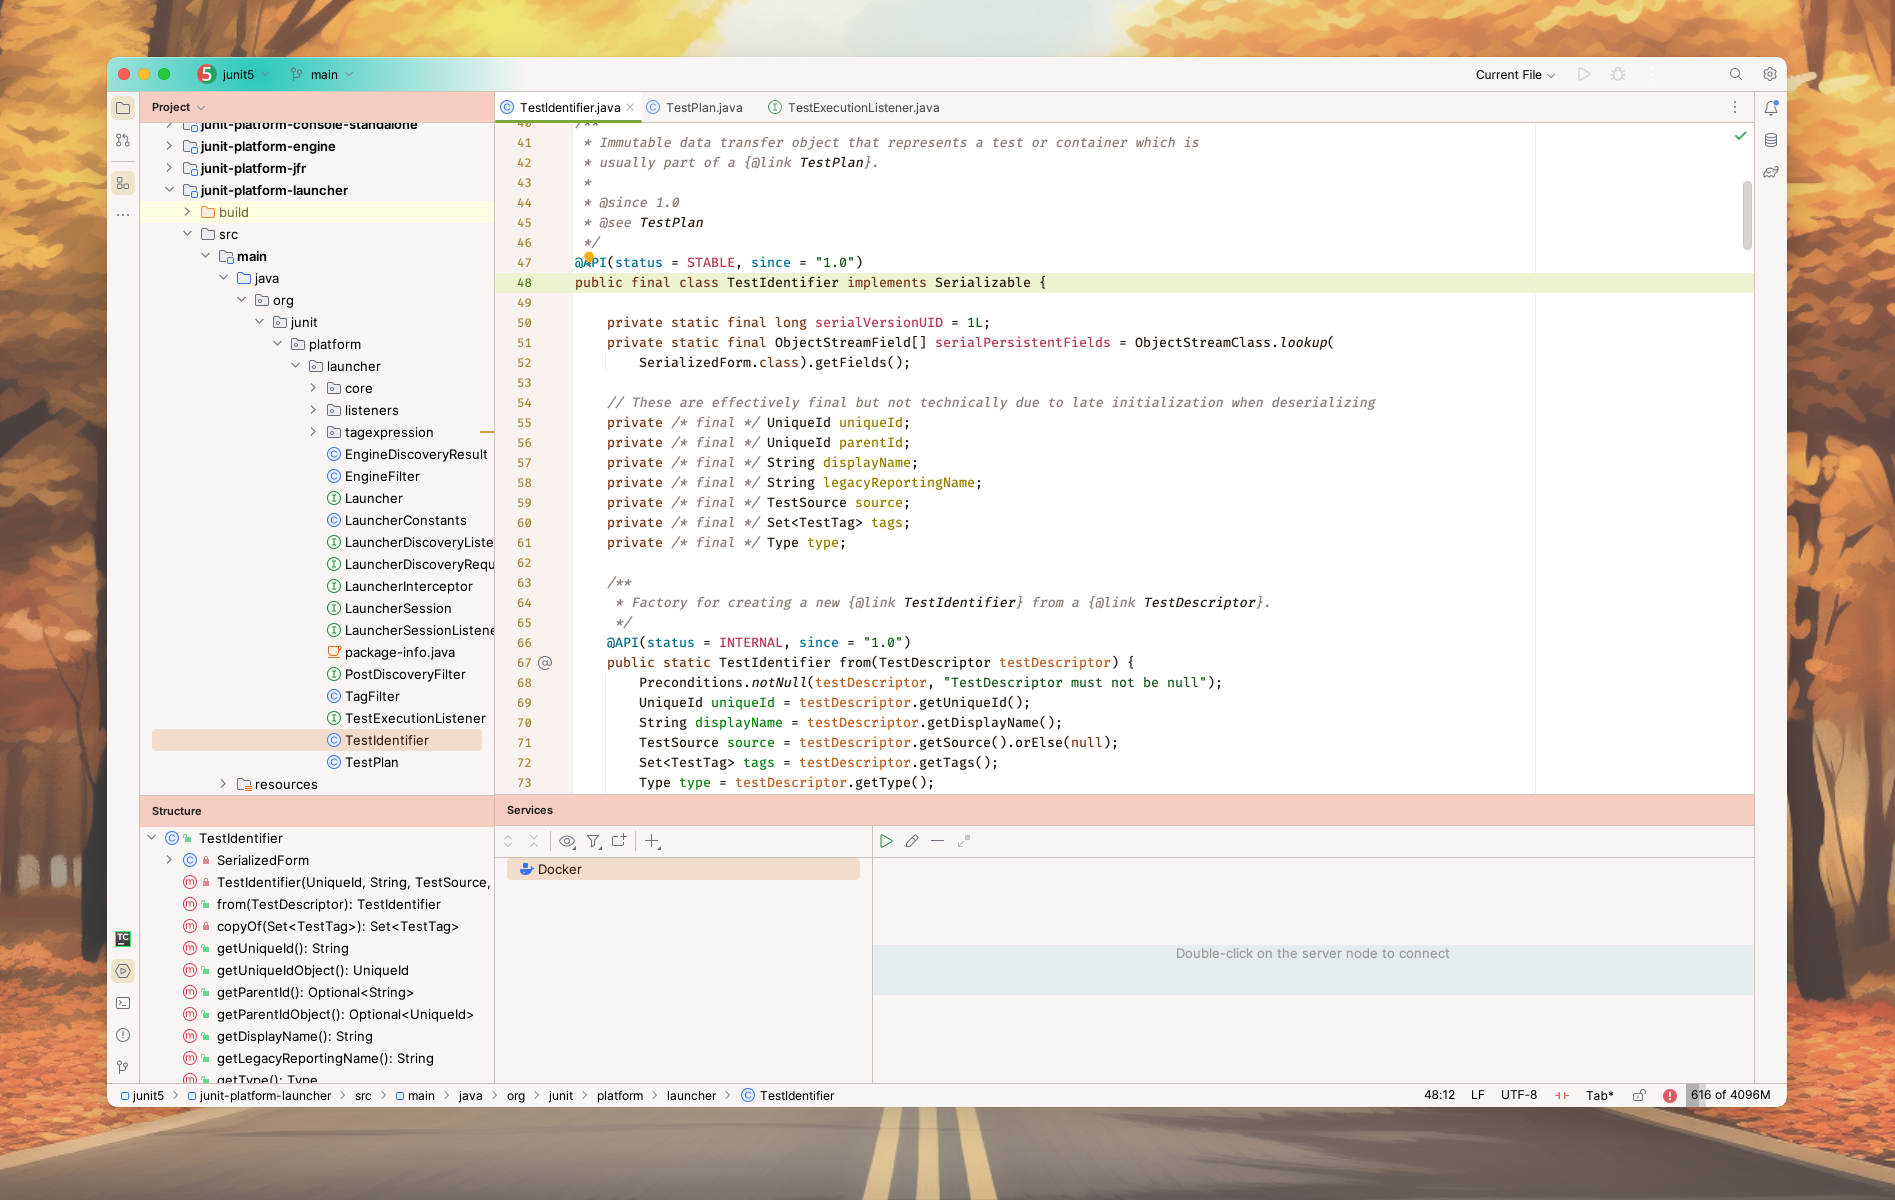 junit5
main
Current File
Project
TestIdentifier.java
TestPlan.java
TestExecutionListener.java
junit-platform-console-standalone
junit-platform-engine
junit-platform-jfr
junit-platform-launcher
build
src
main
java
org
junit
platform
launcher
core
listeners
tagexpression
EngineDiscoveryResult
EngineFilter
Launcher
LauncherConstants
LauncherDiscoveryListe
LauncherDiscoveryRequ
LauncherInterceptor
LauncherSession
LauncherSessionListene
package-info.java
PostDiscoveryFilter
TagFilter
TestExecutionListener
TestIdentifier
TestPlan
resources
40 /**
41 * Immutable data transfer object that represents a test or container which is
42 * usually part of a {@link TestPlan}.
43 *
44 * @since 1.0
45 * @see TestPlan
46 */
47 @API(status = STABLE, since = "1.0")
48 public final class TestIdentifier implements Serializable {
49
50 private static final long serialVersionUID = 1L;
51 private static final ObjectStreamField[] serialPersistentFields = ObjectStreamClass.lookup(
52 SerializedForm.class).getFields();
53
54 // These are effectively final but not technically due to late initialization when deserializing
55 private /* final */ UniqueId uniqueId;
56 private /* final */ UniqueId parentId;
57 private /* final */ String displayName;
58 private /* final */ String legacyReportingName;
59 private /* final */ TestSource source;
60 private /* final */ Set<TestTag> tags;
61 private /* final */ Type type;
62
63 /**
64 * Factory for creating a new {@link TestIdentifier} from a {@link TestDescriptor}.
65 */
66 @API(status = INTERNAL, since = "1.0")
67 @ public static TestIdentifier from(TestDescriptor testDescriptor) {
68 Preconditions.notNull(testDescriptor, "TestDescriptor must not be null");
69 UniqueId uniqueId = testDescriptor.getUniqueId();
70 String displayName = testDescriptor.getDisplayName();
71 TestSource source = testDescriptor.getSource().orElse(null);
72 Set<TestTag> tags = testDescriptor.getTags();
73 Type type = testDescriptor.getType();
Structure
TestIdentifier
SerializedForm
TestIdentifier(UniqueId, String, TestSource,
from(TestDescriptor): TestIdentifier
copyOf(Set<TestTag>): Set<TestTag>
getUniqueId(): String
getUniqueIdObject(): UniqueId
getParentId(): Optional<String>
getParentIdObject(): Optional<UniqueId>
getDisplayName(): String
getLegacyReportingName(): String
getType(): Type
Services
Docker
Double-click on the server node to connect
junit5 > junit-platform-launcher > src > main > java > org > junit > platform > launcher > TestIdentifier
48:12 LF UTF-8 Tab* 616 of 4096M